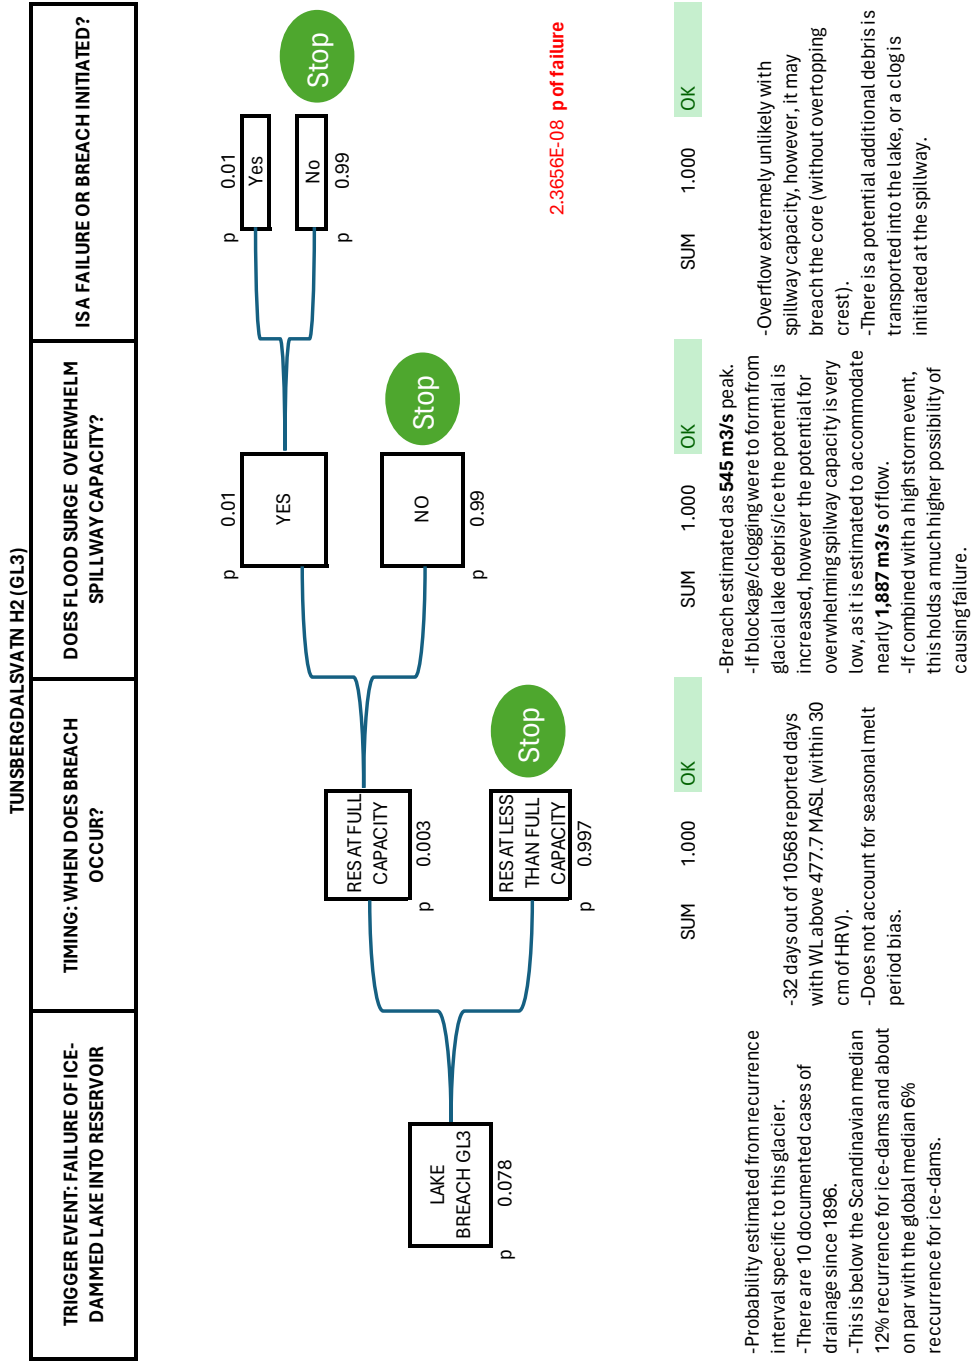 TUNSBERGDALSVATN H2 (GL3)
TRIGGER EVENT: FAILURE OF ICE-
DAMMED LAKE INTO RESERVOIR
TIMING: WHEN DOES BREACH
OCCUR?
DOES FLOOD SURGE OVERWHELM
SPILLWAY CAPACITY?
IS A FAILURE OR BREACH INITIATED?
LAKE
BREACH GL3
p 0.078
RES AT FULL
CAPACITY
p 0.003
RES AT LESS
THAN FULL
CAPACITY
p 0.997
Stop
p 0.01
YES
NO
p 0.99
Stop
p 0.01
Yes
No
p 0.99
Stop
2.3656E-08 p of failure
SUM 1.000 OK
SUM 1.000 OK
SUM 1.000 OK
-Probability estimated from recurrence
interval specific to this glacier.
-There are 10 documented cases of
drainage since 1896.
-This is below the Scandinavian median
12% recurrence for ice-dams and about
on par with the global median 6%
reccurrence for ice-dams.
-32 days out of 10568 reported days
with WL above 477.7 MASL (within 30
cm of HRV).
-Does not account for seasonal melt
period bias.
-Breach estimated as 545 m3/s peak.
-If blockage/clogging were to form from
glacial lake debris/ice the potential is
increased, however the potential for
overwhelming spilway capacity is very
low, as it is estimated to accommodate
nearly 1,887 m3/s of flow.
-If combined with a high storm event,
this holds a much higher possibility of
causing failure.
-Overflow extremely unlikely with
spillway capacity, however, it may
breach the core (without overtopping
crest).
-There is a potential additional debris is
transported into the lake, or a clog is
initiated at the spillway.